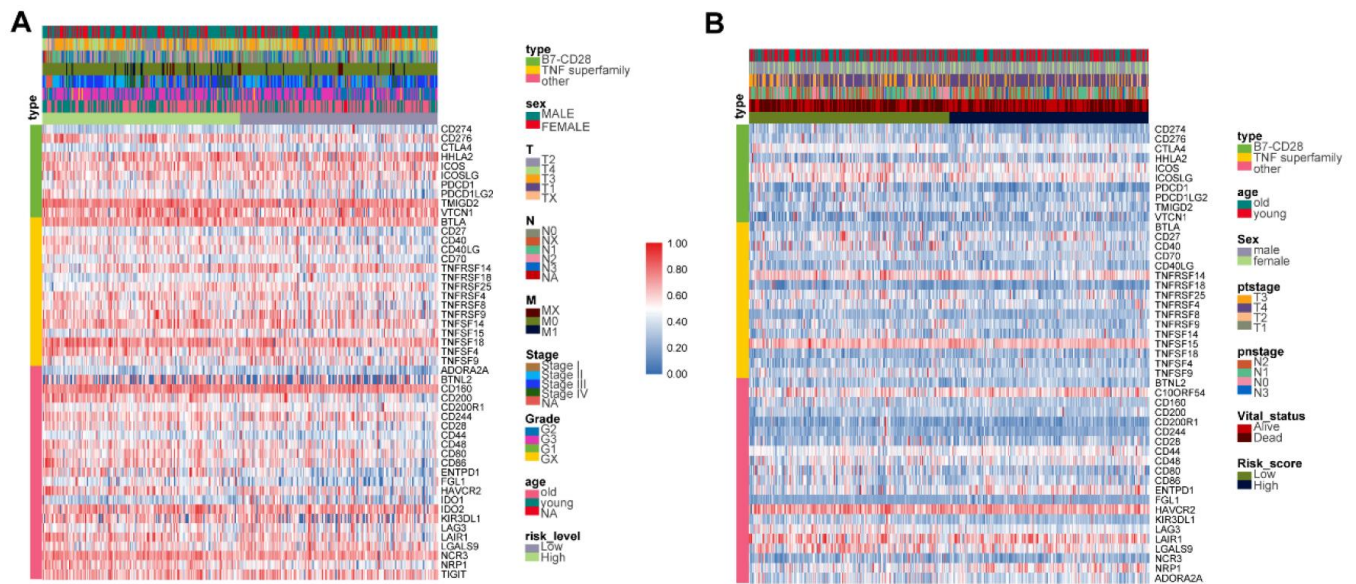 A
type
type
B7-CD28
TNF superfamily
other
sex
MALE
FEMALE
T
T2
T4
T3
T1
TX
N
N0
NX
N1
N2
N3
NA
M
MX
M0
M1
Stage
Stage I
Stage II
Stage III
Stage IV
NA
Grade
G2
G3
G1
GX
age
old
young
NA
risk_level
Low
High
CD274
CD276
CTLA4
HHLA2
ICOS
ICOSLG
PDCD1
PDCD1LG2
TMIGD2
VTCN1
BTLA
CD27
CD40
CD40LG
CD70
TNFRSF14
TNFRSF18
TNFRSF25
TNFRSF4
TNFRSF8
TNFRSF9
TNFSF14
TNFSF15
TNFSF18
TNFSF4
TNFSF9
ADORA2A
BTNL2
CD160
CD200
CD200R1
CD244
CD28
CD44
CD48
CD80
CD86
ENTPD1
FGL1
HAVCR2
IDO1
IDO2
KIR3DL1
LAG3
LAIR1
LGALS9
NCR3
NRP1
TIGIT
1.00
0.80
0.60
0.40
0.20
0.00
B
type
CD274
CD276
CTLA4
HHLA2
ICOS
ICOSLG
PDCD1
PDCD1LG2
TMIGD2
VTCN1
BTLA
CD27
CD40
CD70
CD40LG
TNFRSF14
TNFRSF18
TNFRSF25
TNFRSF4
TNFRSF8
TNFRSF9
TNFSF14
TNFSF15
TNFSF18
TNFSF4
TNFSF9
BTNL2
C10ORF54
CD160
CD200
CD200R1
CD244
CD28
CD44
CD48
CD80
CD86
ENTPD1
FGL1
HAVCR2
KIR3DL1
LAG3
LAIR1
LGALS9
NCR3
NRP1
ADORA2A
type
B7-CD28
TNF superfamily
other
age
old
young
Sex
male
female
ptstage
T3
T4
T2
T1
pnstage
N2
N1
N0
N3
Vital_status
Alive
Dead
Risk_score
Low
High